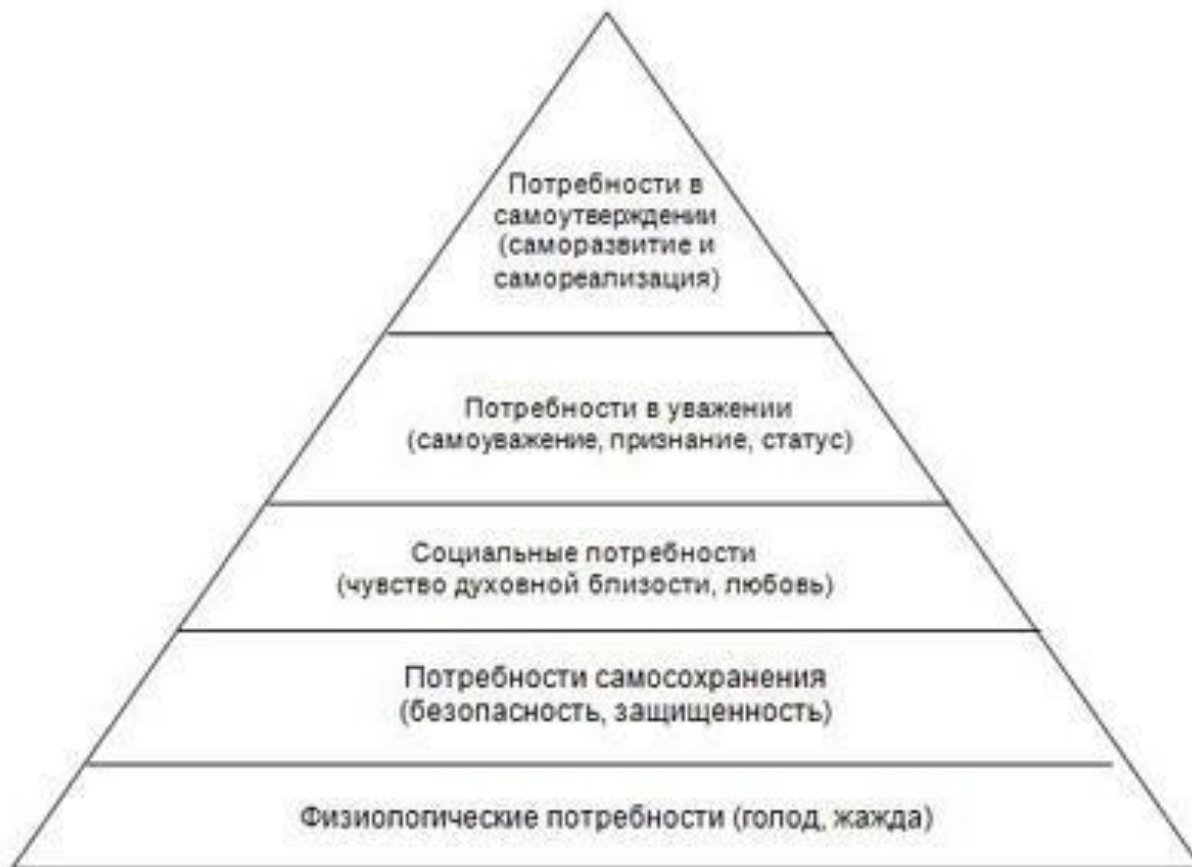 Потребности в
самоутверждении
(саморазвитие и
самореализация)
Потребности в уважении
(самоуважение, признание, статус)
Социальные потребности
(чувство духовной близости, любовь)
Потребности самосохранения
(безопасность, защищенность)
Физиологические потребности (голод, жажда)